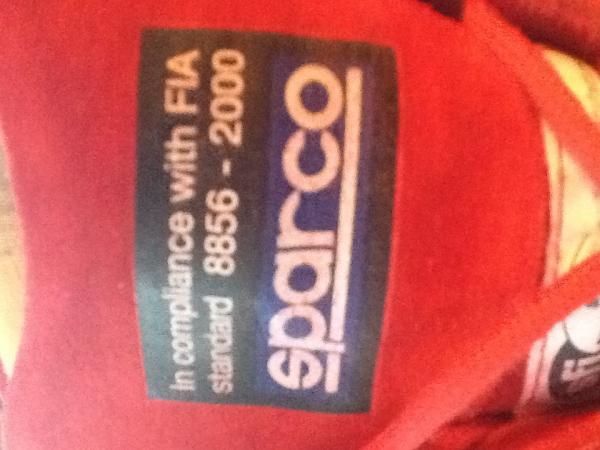 In compliance with FIA
standard 8856 - 2000
sparco